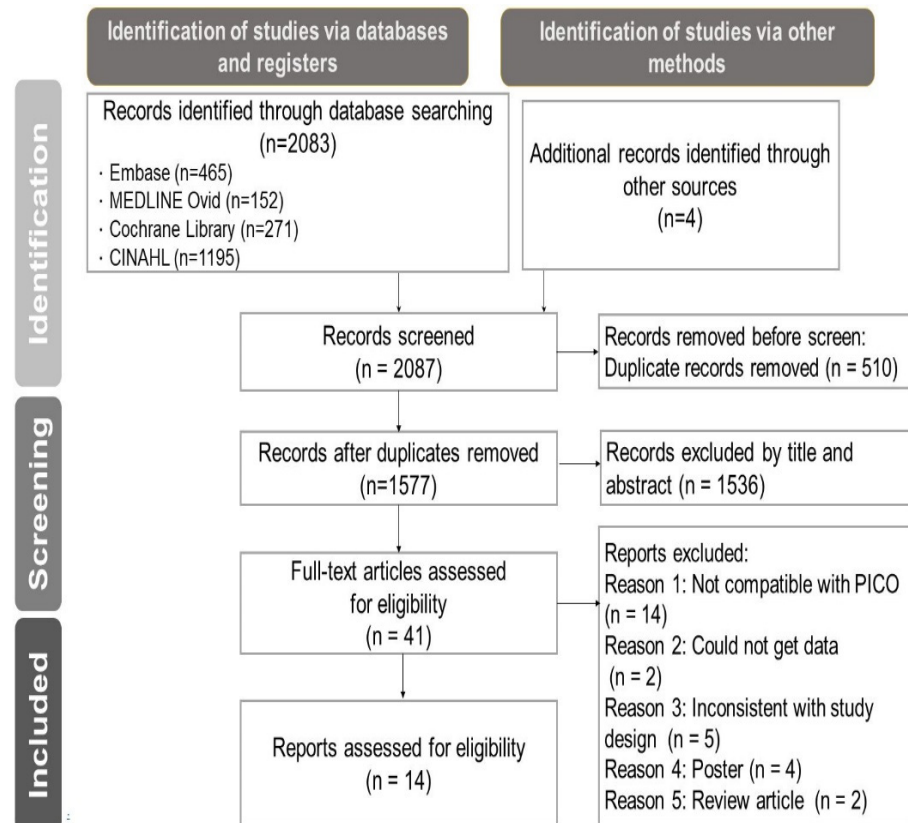 Identification of studies via databases
and registers
Identification of studies via other
methods
Identification
Records identified through database searching
(n=2083)
· Embase (n=465)
· MEDLINE Ovid (n=152)
· Cochrane Library (n=271)
· CINAHL (n=1195)
Additional records identified through
other sources
(n=4)
Records screened
(n = 2087)
Records removed before screen:
Duplicate records removed (n = 510)
Screening
Records after duplicates removed
(n=1577)
Records excluded by title and
abstract (n = 1536)
Full-text articles assessed
for eligibility
(n = 41)
Reports excluded:
Reason 1: Not compatible with PICO
(n = 14)
Reason 2: Could not get data
(n = 2)
Reason 3: Inconsistent with study
design (n = 5)
Reason 4: Poster (n = 4)
Reason 5: Review article (n = 2)
Included
Reports assessed for eligibility
(n = 14)